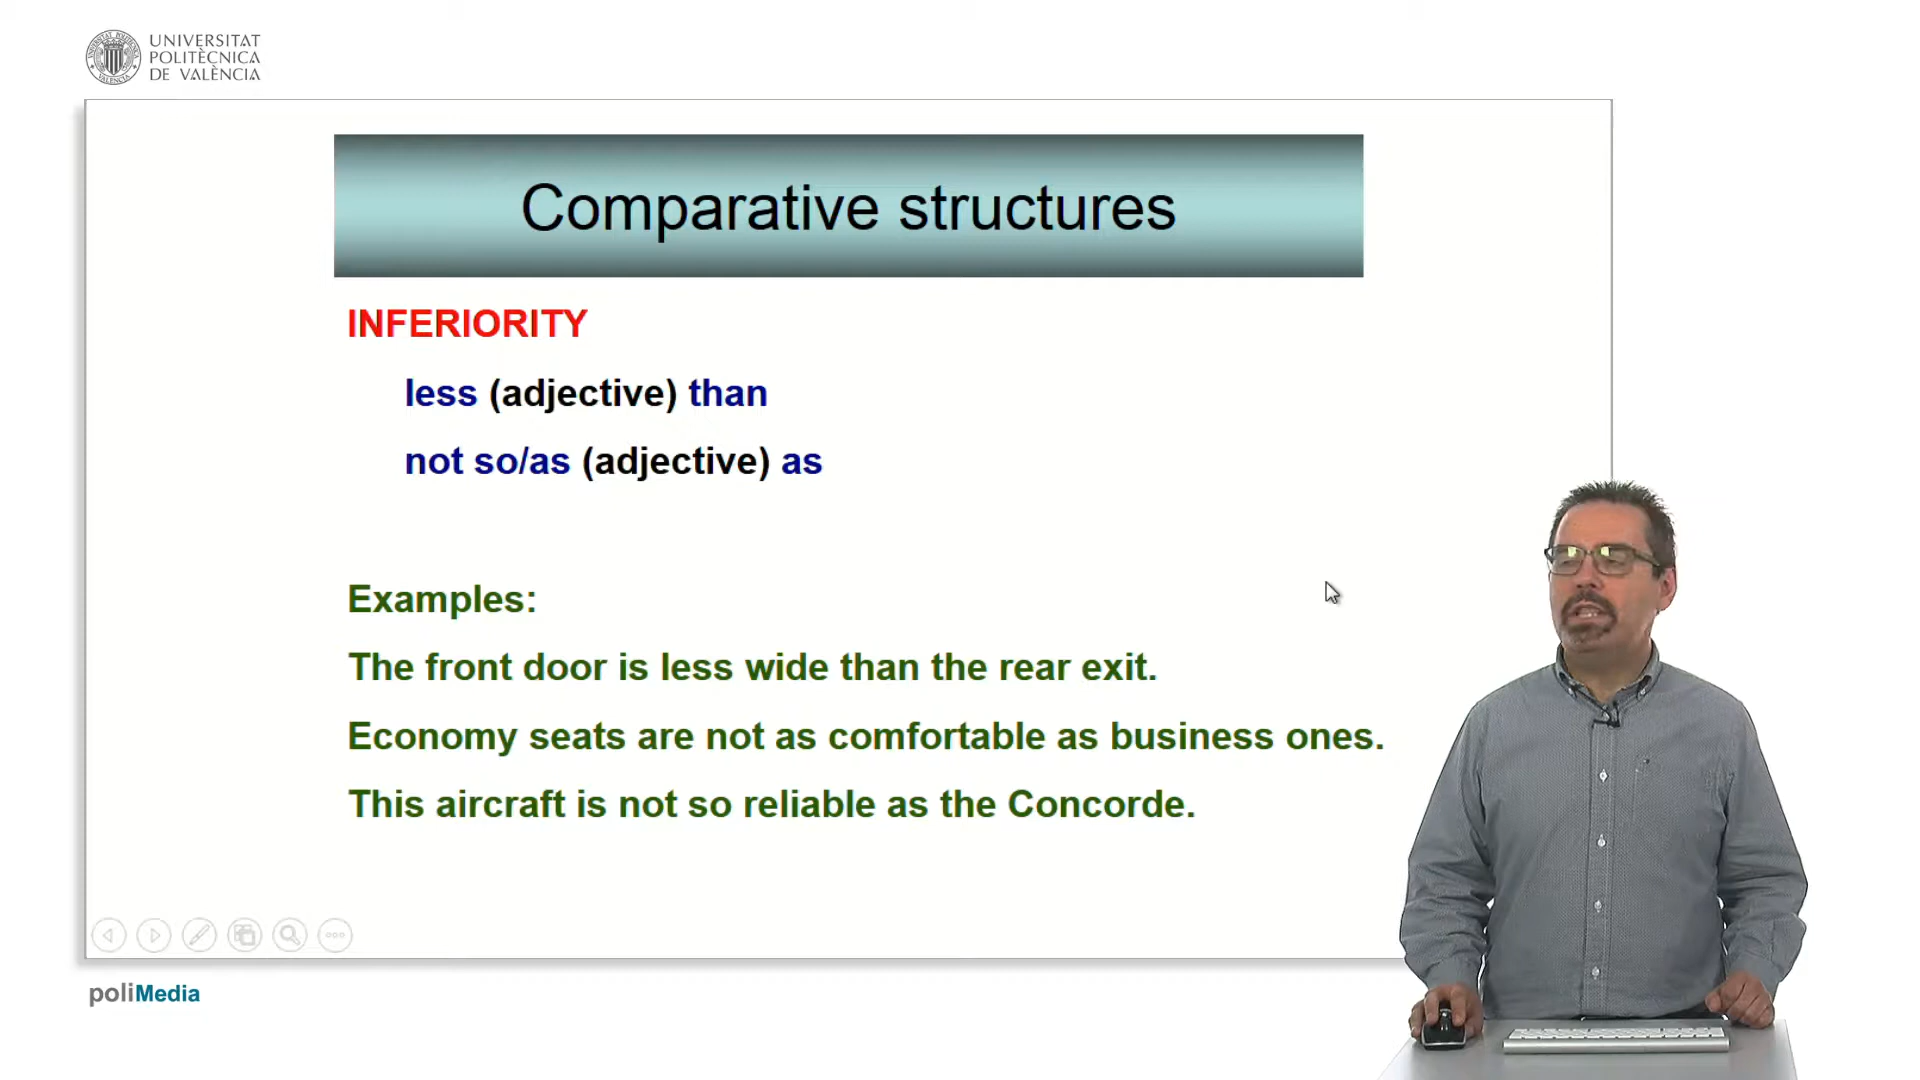 UNIVERSITAT
POLITÈCNICA
DE VALÈNCIA
Comparative structures
INFERIORITY
less (adjective) than
not so/as (adjective) as
Examples:
The front door is less wide than the rear exit.
Economy seats are not as comfortable as business ones.
This aircraft is not so reliable as the Concorde.
poliMedia